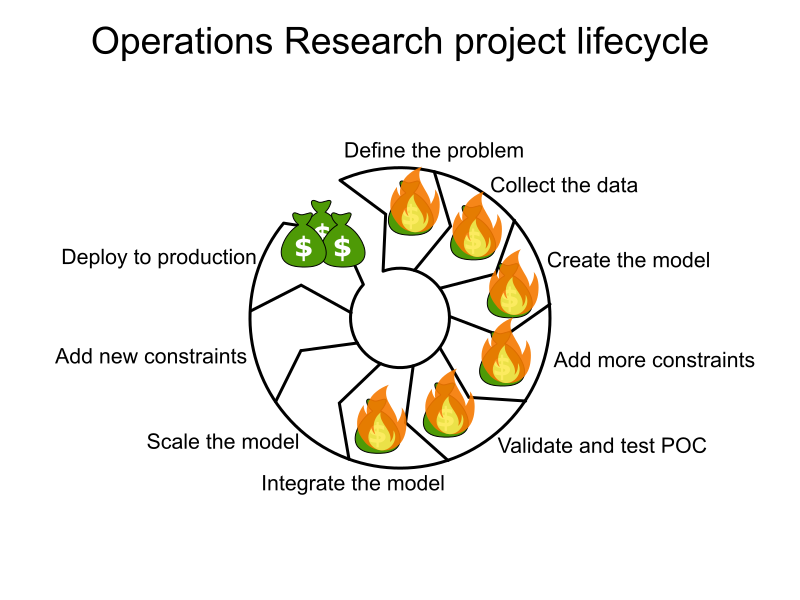 Operations Research project lifecycle
Define the problem
Collect the data
Create the model
Add more constraints
Validate and test POC
Integrate the model
Scale the model
Add new constraints
Deploy to production
$
$
$